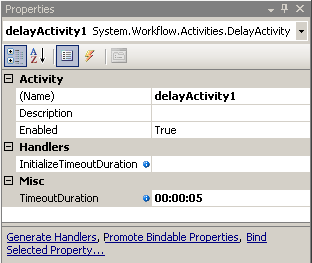 Properties
delayActivity1 System.Workflow.Activities.DelayActivity
Activity
(Name) delayActivity1
Description
Enabled True
Handlers
InitializeTimeoutDuration
Misc
TimeoutDuration 00:00:05
Generate Handlers, Promote Bindable Properties, Bind
Selected Property...